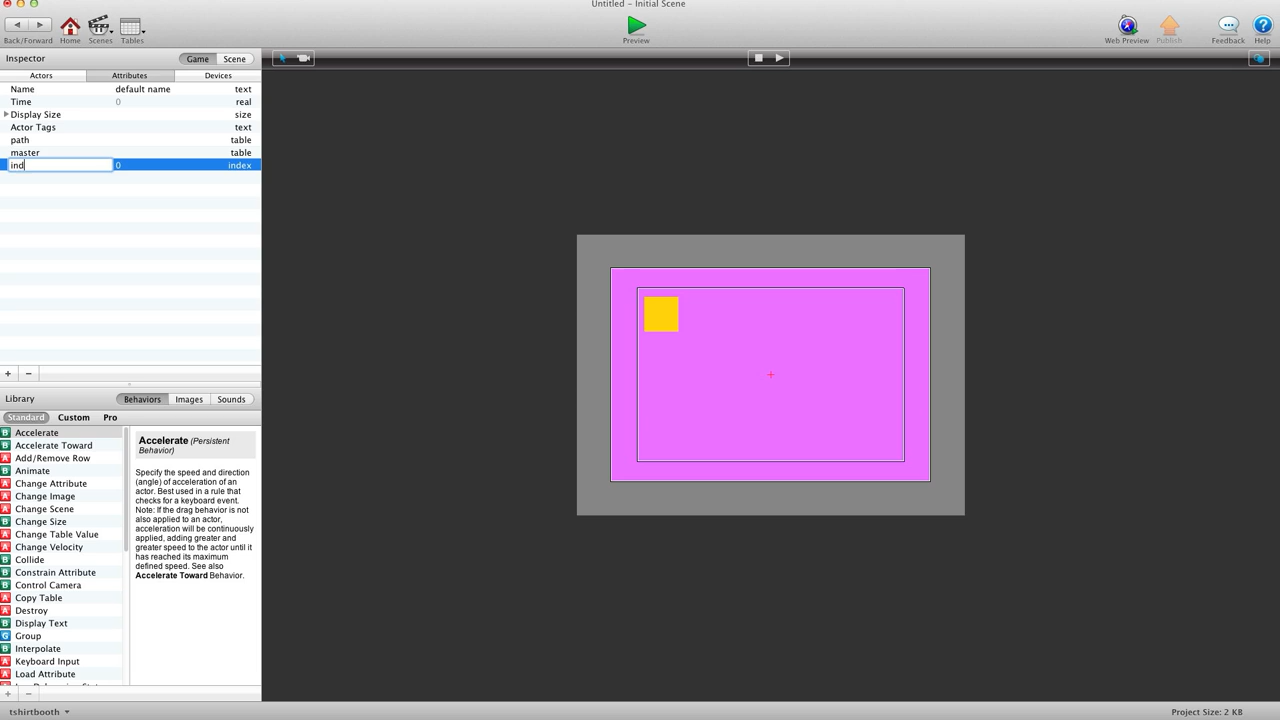 Untitled - Initial Scene
Back/Forward
Home
Scenes
Tables
Preview
Web Preview
Publish
Feedback
Help
Inspector
Game
Scene
Actors
Attributes
Devices
Name default name text
Time 0 real
Display Size size
Actor Tags text
path table
master table
ind 0 index
+ -
Library
Behaviors
Images
Sounds
Standard
Custom
Pro
B Accelerate
B Accelerate Toward
A Add/Remove Row
B Animate
A Change Attribute
A Change Image
A Change Scene
B Change Size
A Change Table Value
A Change Velocity
B Collide
B Constrain Attribute
B Control Camera
A Copy Table
A Destroy
B Display Text
G Group
B Interpolate
A Keyboard Input
A Load Attribute
Accelerate (Persistent
Behavior)
Specify the speed and direction
(angle) of acceleration of an
actor. Best used in a rule that
checks for a keyboard event.
Note: If the drag behavior is not
also applied to an actor,
acceleration will be continuously
applied, adding greater and
greater speed to the actor until it
has reached its maximum
defined speed. See also
Accelerate Toward Behavior.
+ -
tshirtbooth
Project Size: 2 KB